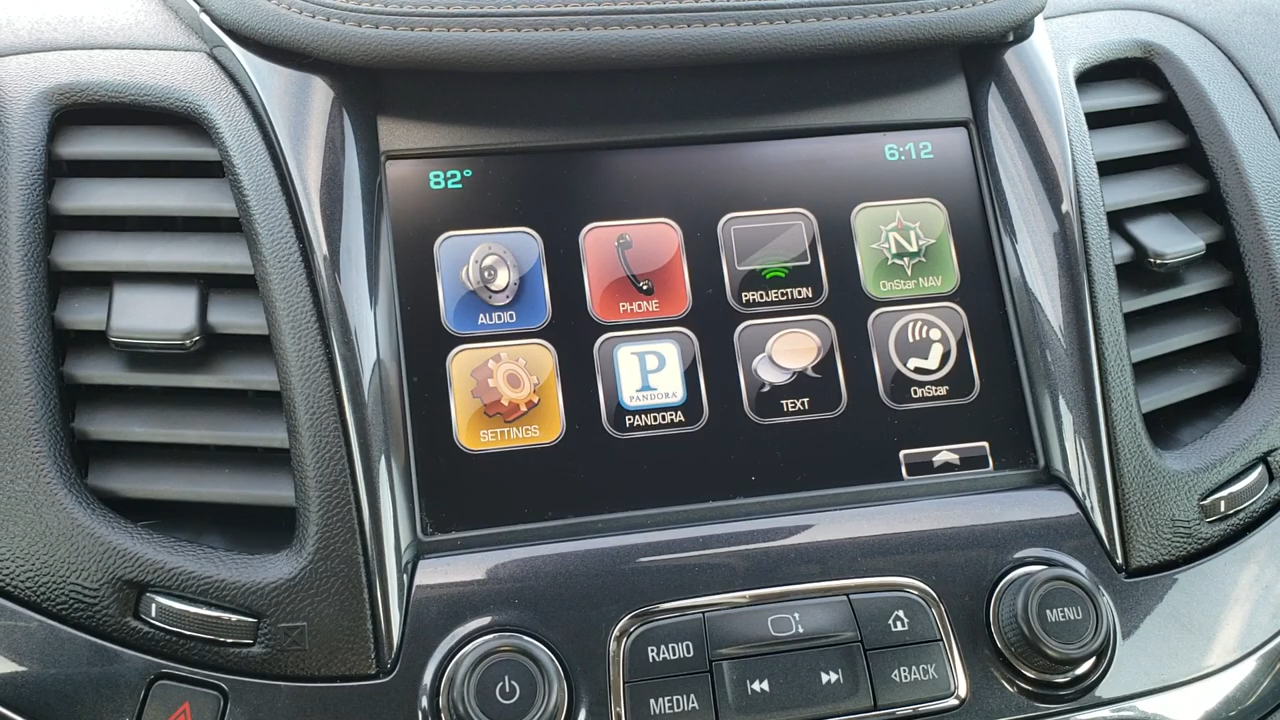 82°
6:12
AUDIO
PHONE
PROJECTION
N
OnStar NAV
SETTINGS
P
PANDORA
PANDORA
TEXT
OnStar
RADIO
MEDIA
BACK
MENU